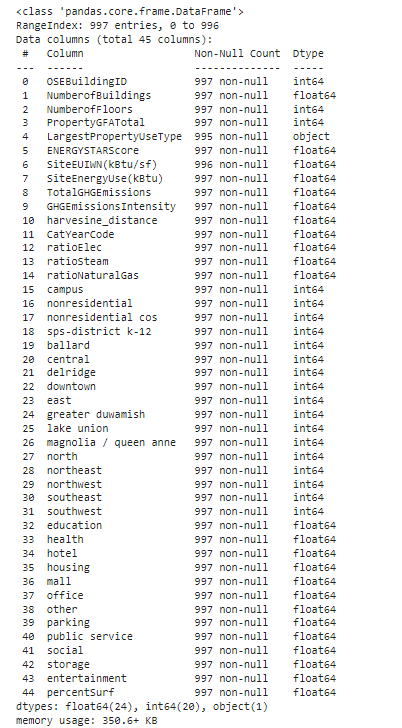 <class 'pandas.core.frame.DataFrame'>
RangeIndex: 997 entries, 0 to 996
Data columns (total 45 columns):
 #   Column                   Non-Null Count  Dtype
---  ------                   --------------  -----
 0   OSEBuildingID            997 non-null    int64
 1   NumberofBuildings        997 non-null    float64
 2   NumberofFloors           997 non-null    int64
 3   PropertyGFATotal         997 non-null    int64
 4   LargestPropertyUseType   995 non-null    object
 5   ENERGYSTARScore          997 non-null    float64
 6   SiteEUIWN(kBtu/sf)       996 non-null    float64
 7   SiteEnergyUse(kBtu)      997 non-null    float64
 8   TotalGHGEmissions        997 non-null    float64
 9   GHGEmissionsIntensity    997 non-null    float64
 10  harvesine_distance       997 non-null    float64
 11  CatYearCode              997 non-null    float64
 12  ratioElec                997 non-null    float64
 13  ratioSteam               997 non-null    float64
 14  ratioNaturalGas          997 non-null    float64
 15  campus                   997 non-null    int64
 16  nonresidential           997 non-null    int64
 17  nonresidential cos       997 non-null    int64
 18  sps-district k-12        997 non-null    int64
 19  ballard                  997 non-null    int64
 20  central                  997 non-null    int64
 21  delridge                 997 non-null    int64
 22  downtown                 997 non-null    int64
 23  east                     997 non-null    int64
 24  greater duwamish         997 non-null    int64
 25  lake union               997 non-null    int64
 26  magnolia / queen anne    997 non-null    int64
 27  north                    997 non-null    int64
 28  northeast                997 non-null    int64
 29  northwest                997 non-null    int64
 30  southeast                997 non-null    int64
 31  southwest                997 non-null    int64
 32  education                997 non-null    float64
 33  health                   997 non-null    float64
 34  hotel                    997 non-null    float64
 35  housing                  997 non-null    float64
 36  mall                     997 non-null    float64
 37  office                   997 non-null    float64
 38  other                    997 non-null    float64
 39  parking                  997 non-null    float64
 40  public service           997 non-null    float64
 41  social                   997 non-null    float64
 42  storage                  997 non-null    float64
 43  entertainment            997 non-null    float64
 44  percentSurf              997 non-null    float64
dtypes: float64(24), int64(20), object(1)
memory usage: 350.6+ KB